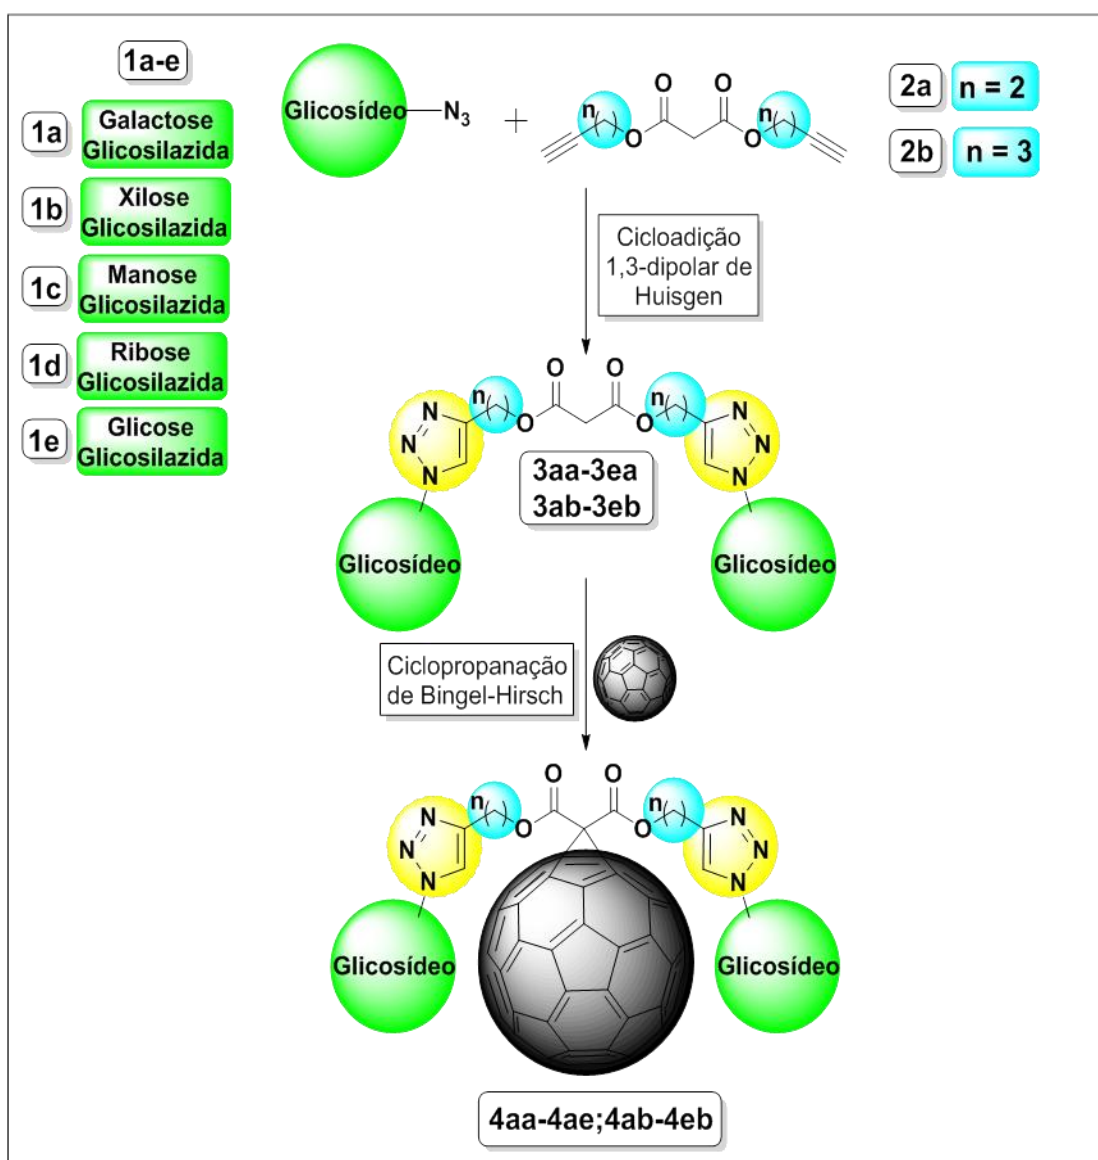 1a-e
1a
Galactose
Glicosilazida
1b
Xilose
Glicosilazida
1c
Manose
Glicosilazida
1d
Ribose
Glicosilazida
1e
Glicose
Glicosilazida
Glicosídeo
N3
+
n
O
O
O
O
n
2a
n = 2
2b
n = 3
Cicloadição
1,3-dipolar de
Huisgen
N
N
N
n
O
O
O
O
n
N
N
N
3aa-3ea
3ab-3eb
Glicosídeo
Glicosídeo
Ciclopropanação
de Bingel-Hirsch
N
N
N
n
O
O
O
O
n
N
N
N
Glicosídeo
Glicosídeo
4aa-4ae;4ab-4eb